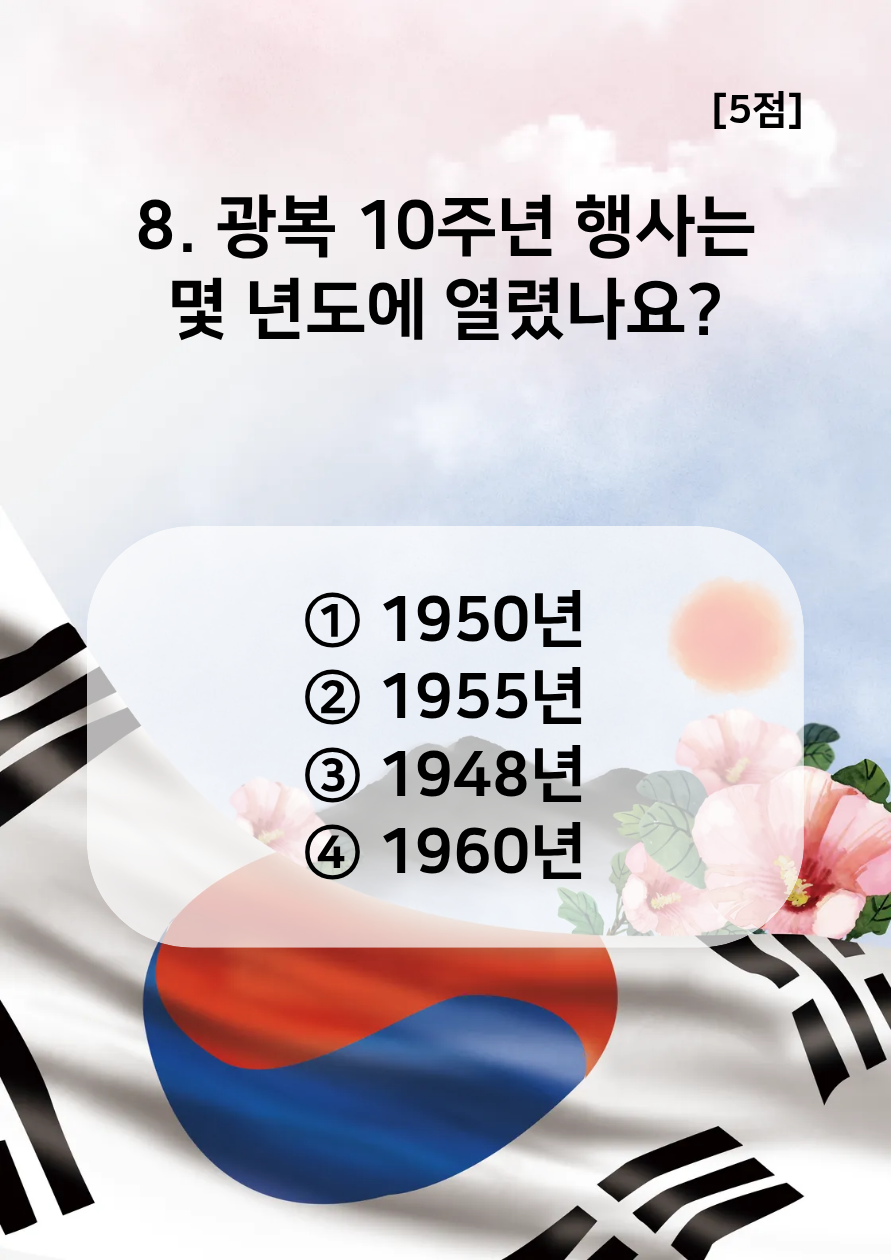 [5점]
8. 광복 10주년 행사는
몇 년도에 열렸나요?
① 1950년
② 1955년
③ 1948년
④ 1960년